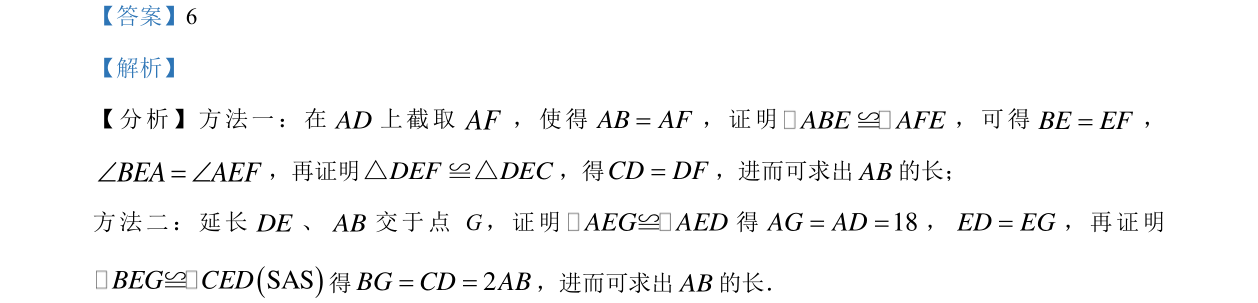 【答案】6
【解析】
【分析】方法一：在 AD 上截取 AF ，使得 AB = AF ，证明□ABE≌□AFE ，可得 BE = EF ，
∠BEA = ∠AEF ，再证明△DEF ≌△DEC ，得CD = DF ，进而可求出 AB 的长；
方法二：延长 DE 、 AB 交于点 G，证明□AEG≌□AED 得 AG = AD =18 ， ED = EG ，再证明
□BEG≌□CED(SAS)得BG = CD = 2AB ，进而可求出 AB 的长．